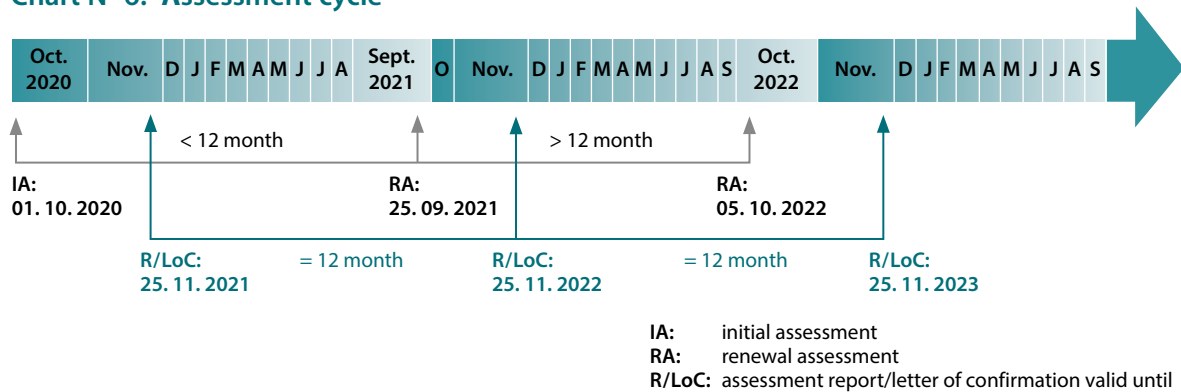 Chart N° 6: Assessment cycle
Oct. 2020 Nov. D J F M A M J J A Sept. 2021 O Nov. D J F M A M J J A S Oct. 2022 Nov. D J F M A M J J A S
< 12 month > 12 month
IA: RA: RA:
01. 10. 2020 25. 09. 2021 05. 10. 2022
R/LoC: = 12 month R/LoC: = 12 month R/LoC:
25. 11. 2021 25. 11. 2022 25. 11. 2023
IA: initial assessment
RA: renewal assessment
R/LoC: assessment report/letter of confirmation valid until